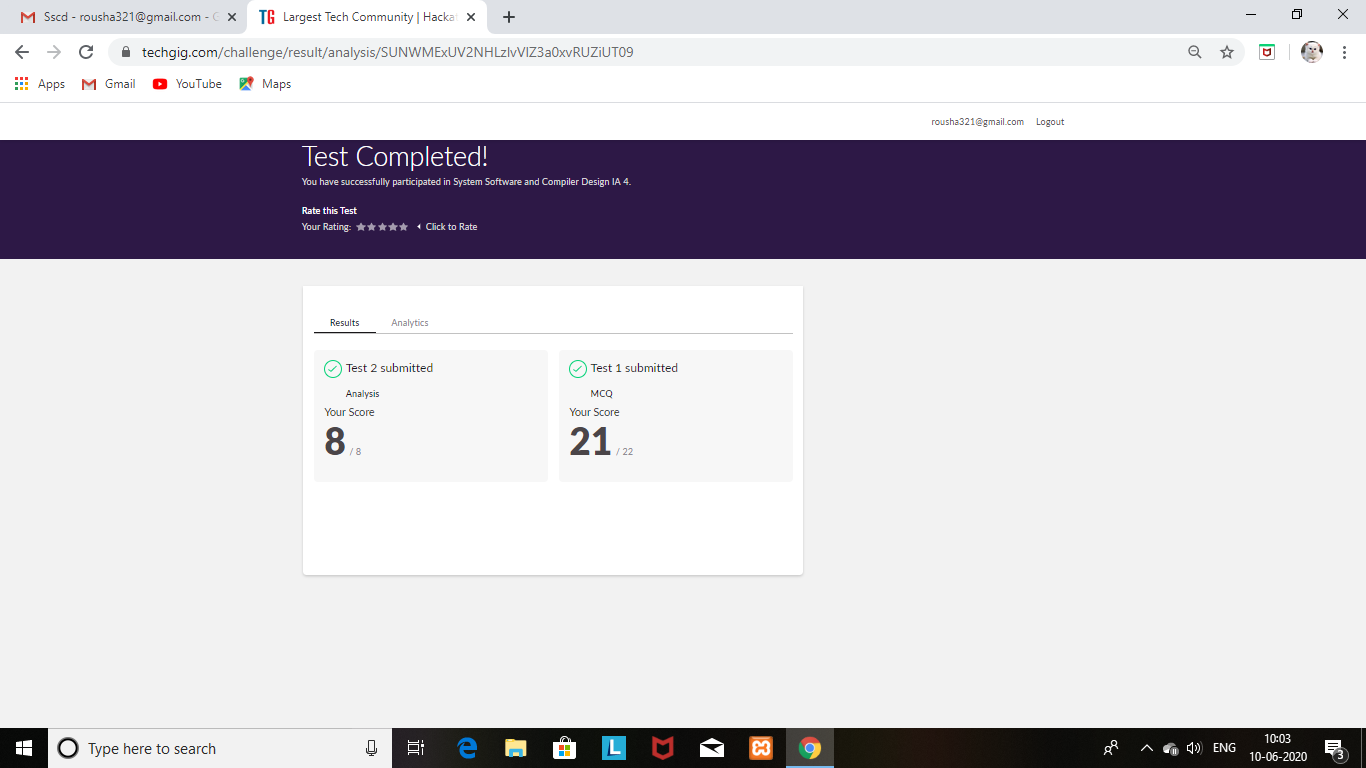 Sscd - rousha321@gmail.com - G
TG Largest Tech Community | Hackat
techgig.com/challenge/result/analysis/SUNWMExUV2NHLzlvVlZ3a0xvRUZiUT09
Apps Gmail YouTube Maps
rousha321@gmail.com Logout
Test Completed!
You have successfully participated in System Software and Compiler Design IA 4.
Rate this Test
Your Rating: Click to Rate
Results Analytics
Test 2 submitted
Analysis
Your Score
8 / 8
Test 1 submitted
MCQ
Your Score
21 / 22
Type here to search
L
ENG
10:03
10-06-2020
3